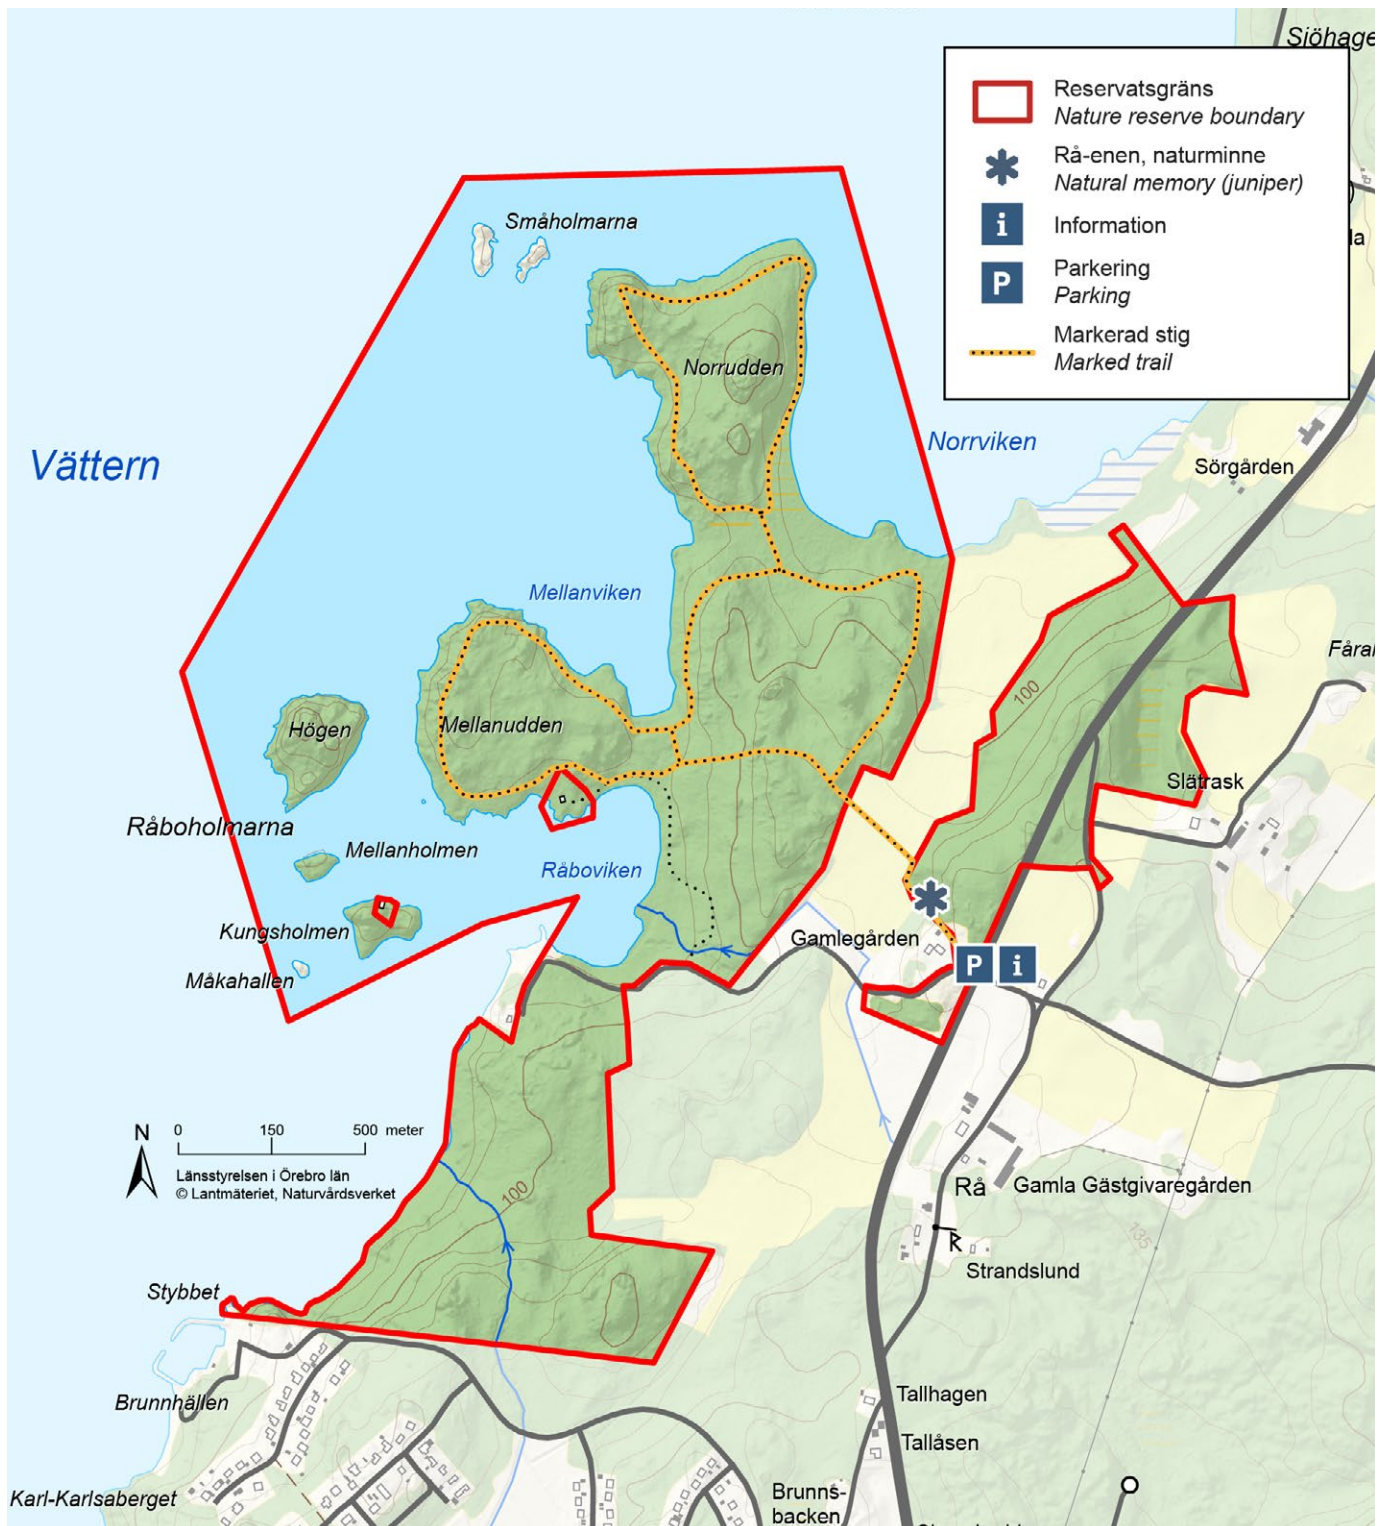 Sjöhage
Reservatsgräns
Nature reserve boundary
Rå-enen, naturminne
Natural memory (juniper)
Information
Parkering
Parking
Markerad stig
Marked trail
i
P
Småholmarna
Norrudden
Vättern
Norrviken
Sörgården
Mellanviken
Fåral
100
Högen
Mellanudden
Slätrask
Råboholmarna
Mellanholmen
Råboviken
Kungsholmen
Gamlegården
Måkahallen
P
i
N
0 150 500 meter
Länsstyrelsen i Örebro län
© Lantmäteriet, Naturvårdsverket
100
Rå
Gamla Gästgivaregården
135
Strandslund
Stybbet
Brunnhällen
Tallhagen
Tallåsen
Karl-Karlsaberget
Brunns-
backen